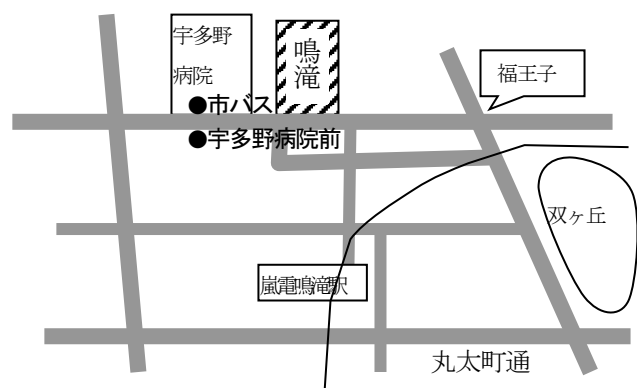 宇多野
病院
鳴
滝
福王子
●市バス
●宇多野病院前
双ヶ丘
嵐電鳴滝駅
丸太町通